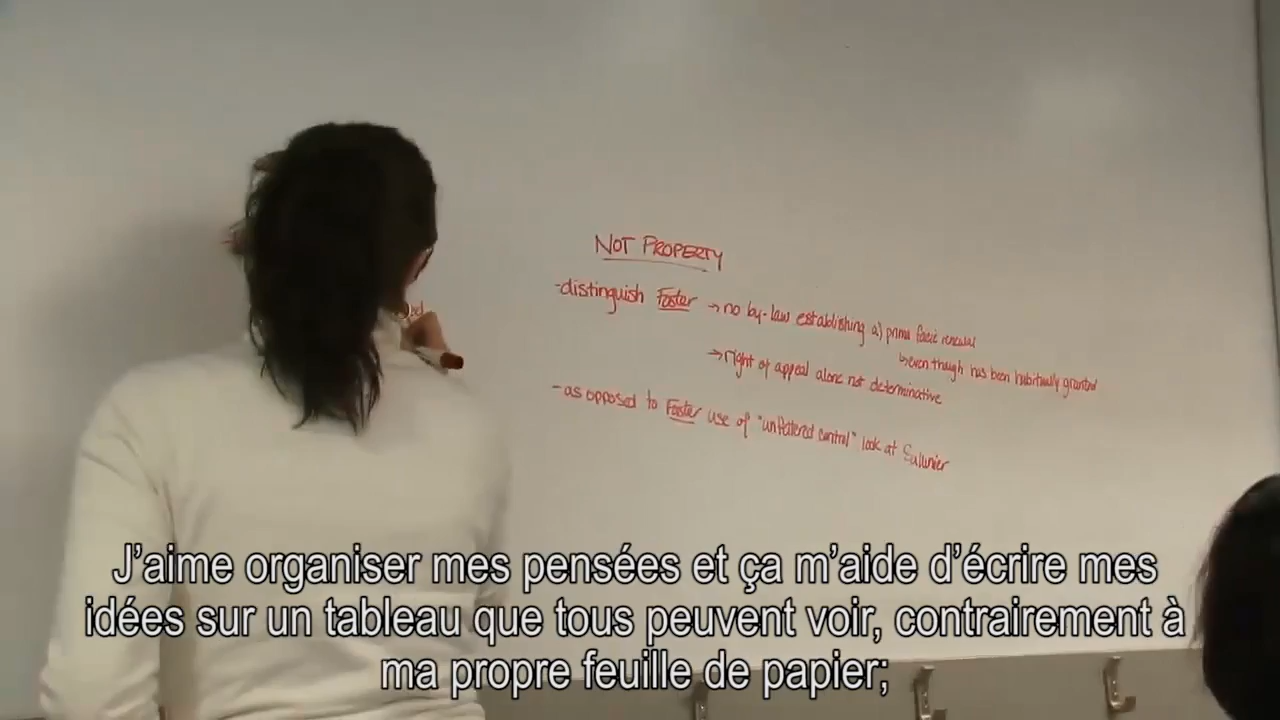 NOT PROPERTY
-distinguish Foster → no by-law establishing a) prima facie renewal
↳even though has been habitually granted
→right of appeal alone not determinative
-as opposed to Foster use of "unfettered control" look at Saulnier
J'aime organiser mes pensées et ça m'aide d'écrire mes
idées sur un tableau que tous peuvent voir, contrairement à
ma propre feuille de papier;